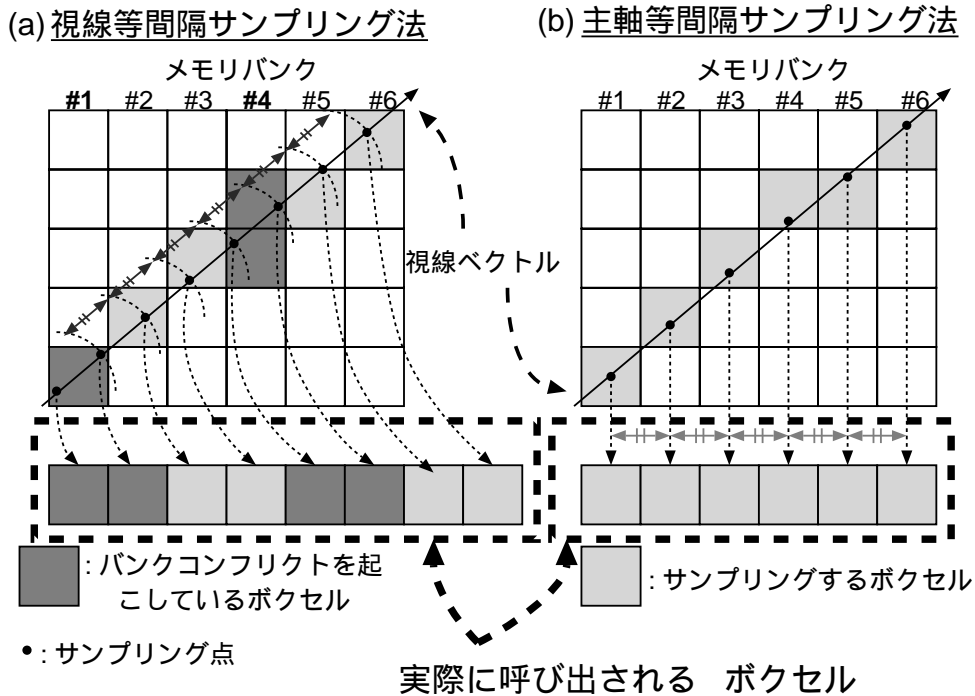 (a) 視線等間隔サンプリング法
(b) 主軸等間隔サンプリング法
メモリバンク
#1 #2 #3 #4 #5 #6
メモリバンク
#1 #2 #3 #4 #5 #6
視線ベクトル
: バンクコンフリクトを起
こしているボクセル
: サンプリングするボクセル
: サンプリング点
実際に呼び出される ボクセル